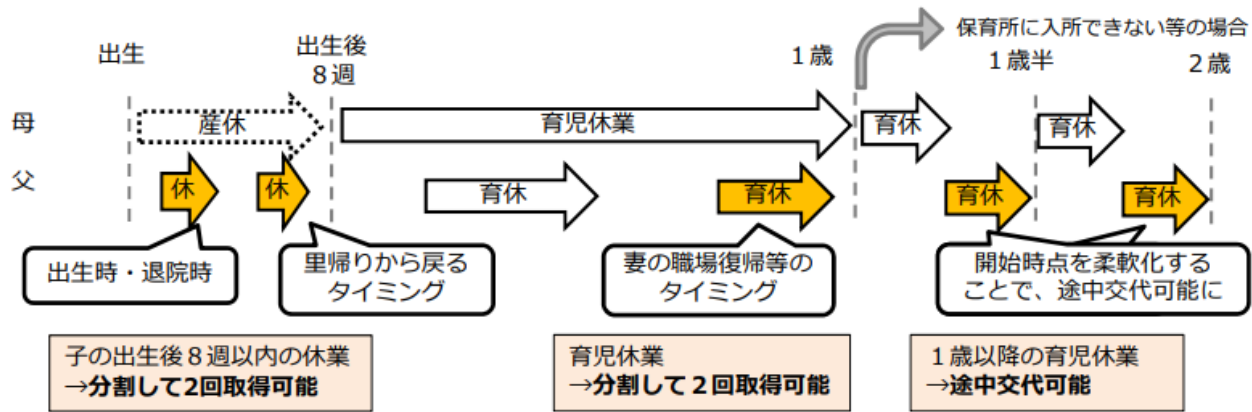 保育所に入所できない等の場合
出生
出生後
８週
１歳
１歳半
２歳
母
産休
育児休業
育休
育休
父
休
休
育休
育休
育休
育休
出生時・退院時
里帰りから戻る
タイミング
妻の職場復帰等の
タイミング
開始時点を柔軟化する
ことで、途中交代可能に
子の出生後８週以内の休業
→分割して2回取得可能
育児休業
→分割して２回取得可能
１歳以降の育児休業
→途中交代可能